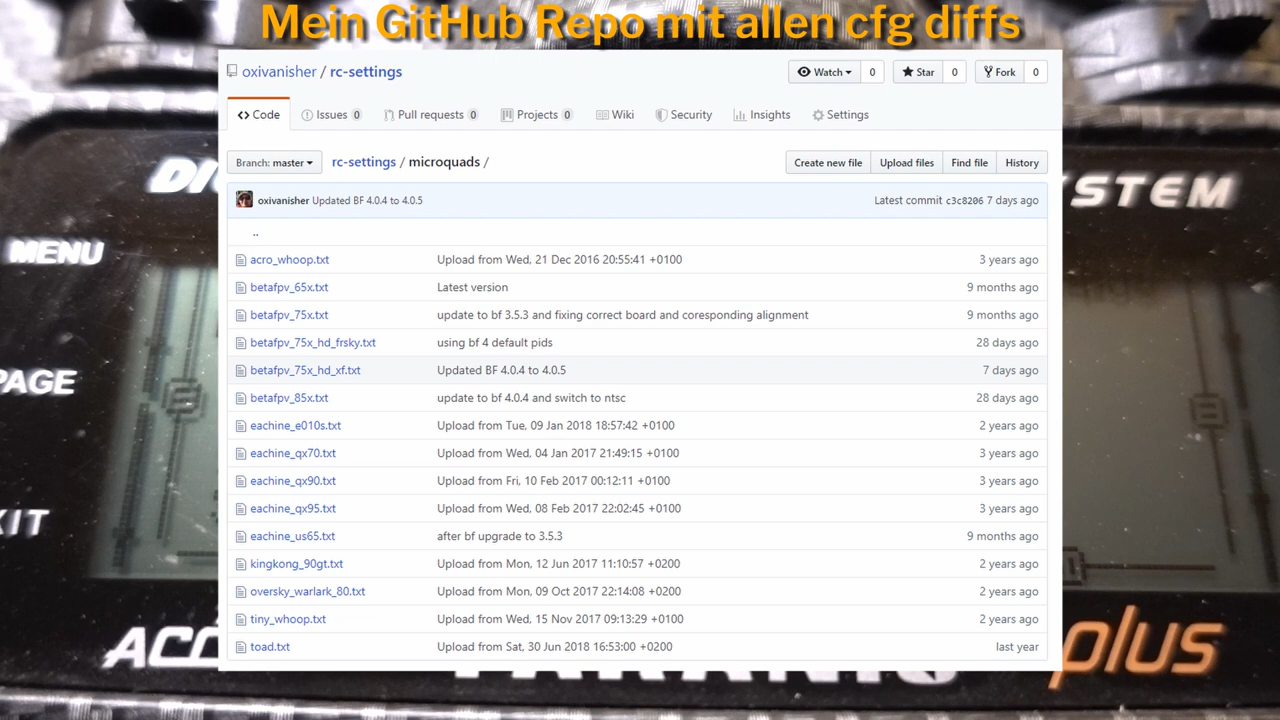 Mein GitHub Repo mit allen cfg diffs
oxivanisher / rc-settings
Watch 0 Star 0 Fork 0
Code Issues 0 Pull requests 0 Projects 0 Wiki Security Insights Settings
Branch: master rc-settings / microquads /
Create new file Upload files Find file History
oxivanisher Updated BF 4.0.4 to 4.0.5 Latest commit c3c8206 7 days ago
..
acro_whoop.txt Upload from Wed, 21 Dec 2016 20:55:41 +0100 3 years ago
betafpv_65x.txt Latest version 9 months ago
betafpv_75x.txt update to bf 3.5.3 and fixing correct board and coresponding alignment 9 months ago
betafpv_75x_hd_frsky.txt using bf 4 default pids 28 days ago
betafpv_75x_hd_xf.txt Updated BF 4.0.4 to 4.0.5 7 days ago
betafpv_85x.txt update to bf 4.0.4 and switch to ntsc 28 days ago
eachine_e010s.txt Upload from Tue, 09 Jan 2018 18:57:42 +0100 2 years ago
eachine_qx70.txt Upload from Wed, 04 Jan 2017 21:49:15 +0100 3 years ago
eachine_qx90.txt Upload from Fri, 10 Feb 2017 00:12:11 +0100 3 years ago
eachine_qx95.txt Upload from Wed, 08 Feb 2017 22:02:45 +0100 3 years ago
eachine_us65.txt after bf upgrade to 3.5.3 9 months ago
kingkong_90gt.txt Upload from Mon, 12 Jun 2017 11:10:57 +0200 2 years ago
oversky_warlark_80.txt Upload from Mon, 09 Oct 2017 22:14:08 +0200 2 years ago
tiny_whoop.txt Upload from Wed, 15 Nov 2017 09:13:29 +0100 2 years ago
toad.txt Upload from Sat, 30 Jun 2018 16:53:00 +0200 last year
MENU
PAGE
plus